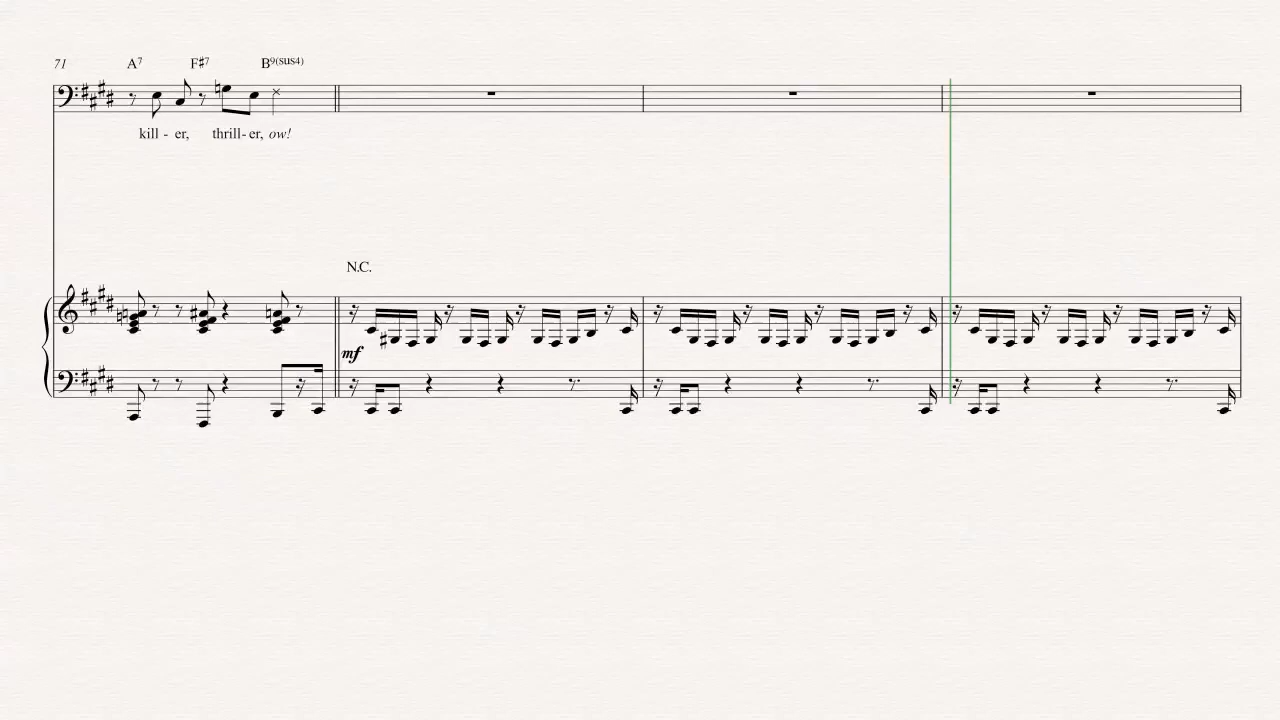 71 A7 F♯7 B9(sus4)
kill - er, thrill- er, ow!
N.C.
mf